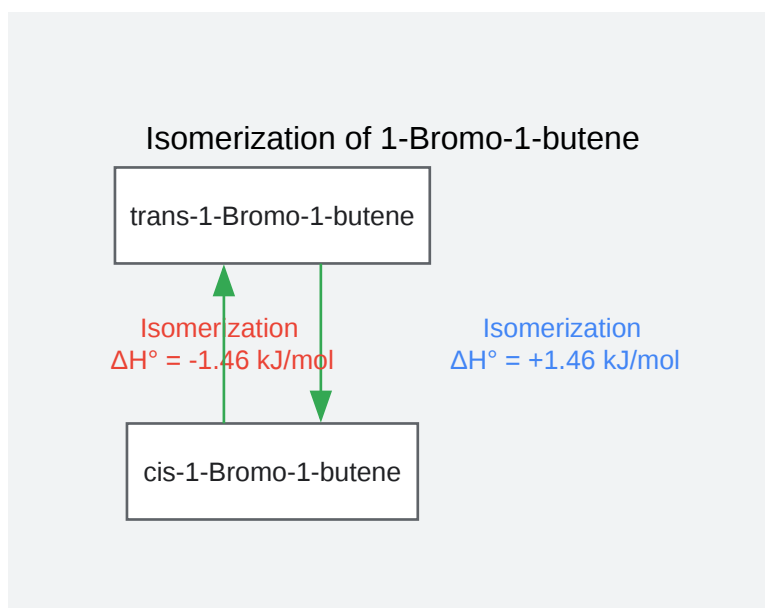 Isomerization of 1-Bromo-1-butene
trans-1-Bromo-1-butene
Isomerization
ΔH° = -1.46 kJ/mol
Isomerization
ΔH° = +1.46 kJ/mol
cis-1-Bromo-1-butene